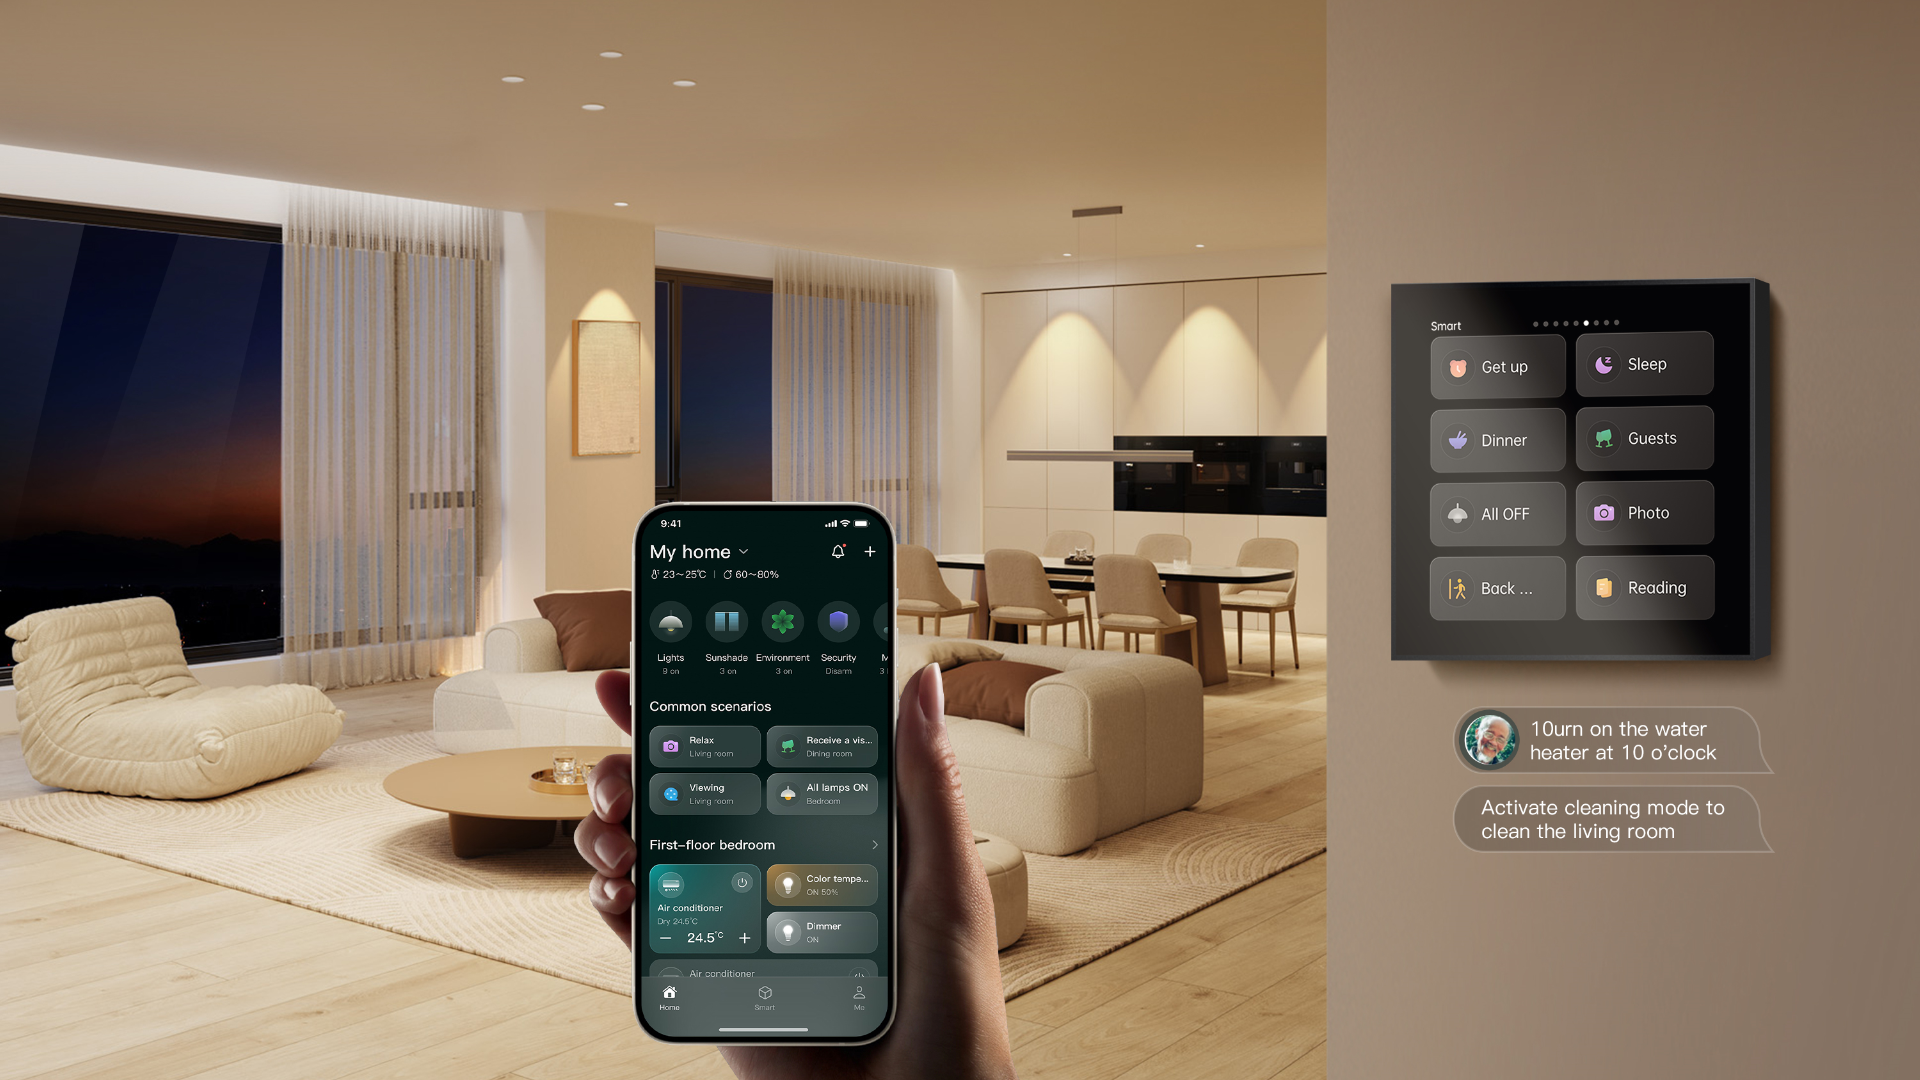 9:41
My home
23~25℃ | 60~80%
Lights
9 on
Sunshade
3 on
Environment
3 on
Security
Disarm
M
3
Common scenarios
Relax
Living room
Receive a vis...
Dining room
Viewing
Living room
All lamps ON
Bedroom
First-floor bedroom
Air conditioner
Dry 24.5℃
24.5℃
Color tempe...
ON 50%
Dimmer
ON
Air conditioner
Home
Smart
Me
Smart
Get up
Sleep
Dinner
Guests
All OFF
Photo
Back ...
Reading
10urn on the water
heater at 10 o'clock
Activate cleaning mode to
clean the living room